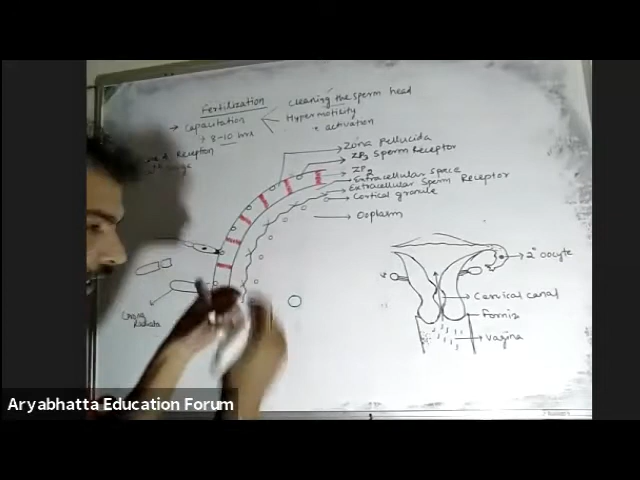 Fertilization
→ Capacitation
Cleaning the sperm head
Hypermotility
+ activation
→ 8-10 hrs
Reception
Zona Pellucida
ZP3 Sperm Receptor
ZP2
Extracellular space
Extracellular Sperm Receptor
Cortical granule
Ooplasm
Corona
Radiata
2° oocyte
Cervical canal
Fornix
Vagina
Aryabhatta Education Forum